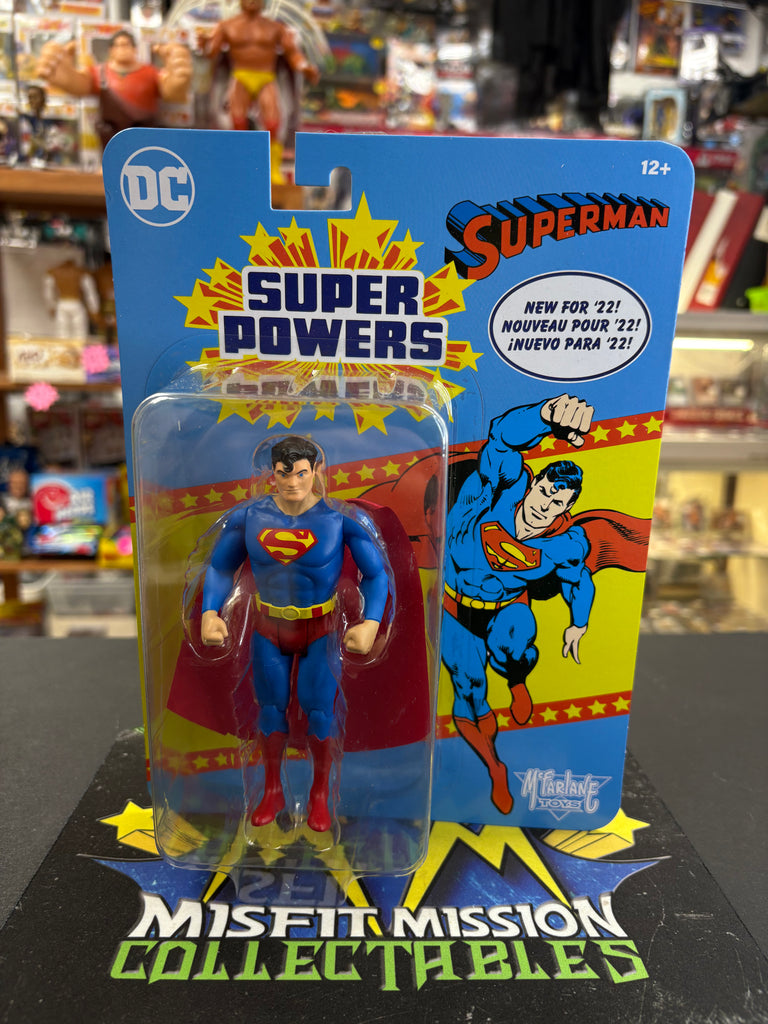 DC
12+
SUPERMAN
SUPER
POWERS
NEW FOR '22!
NOUVEAU POUR '22!
¡NUEVO PARA '22!
S
S
McFARLANE
TOYS
MISFIT MISSION
COLLECTABLES